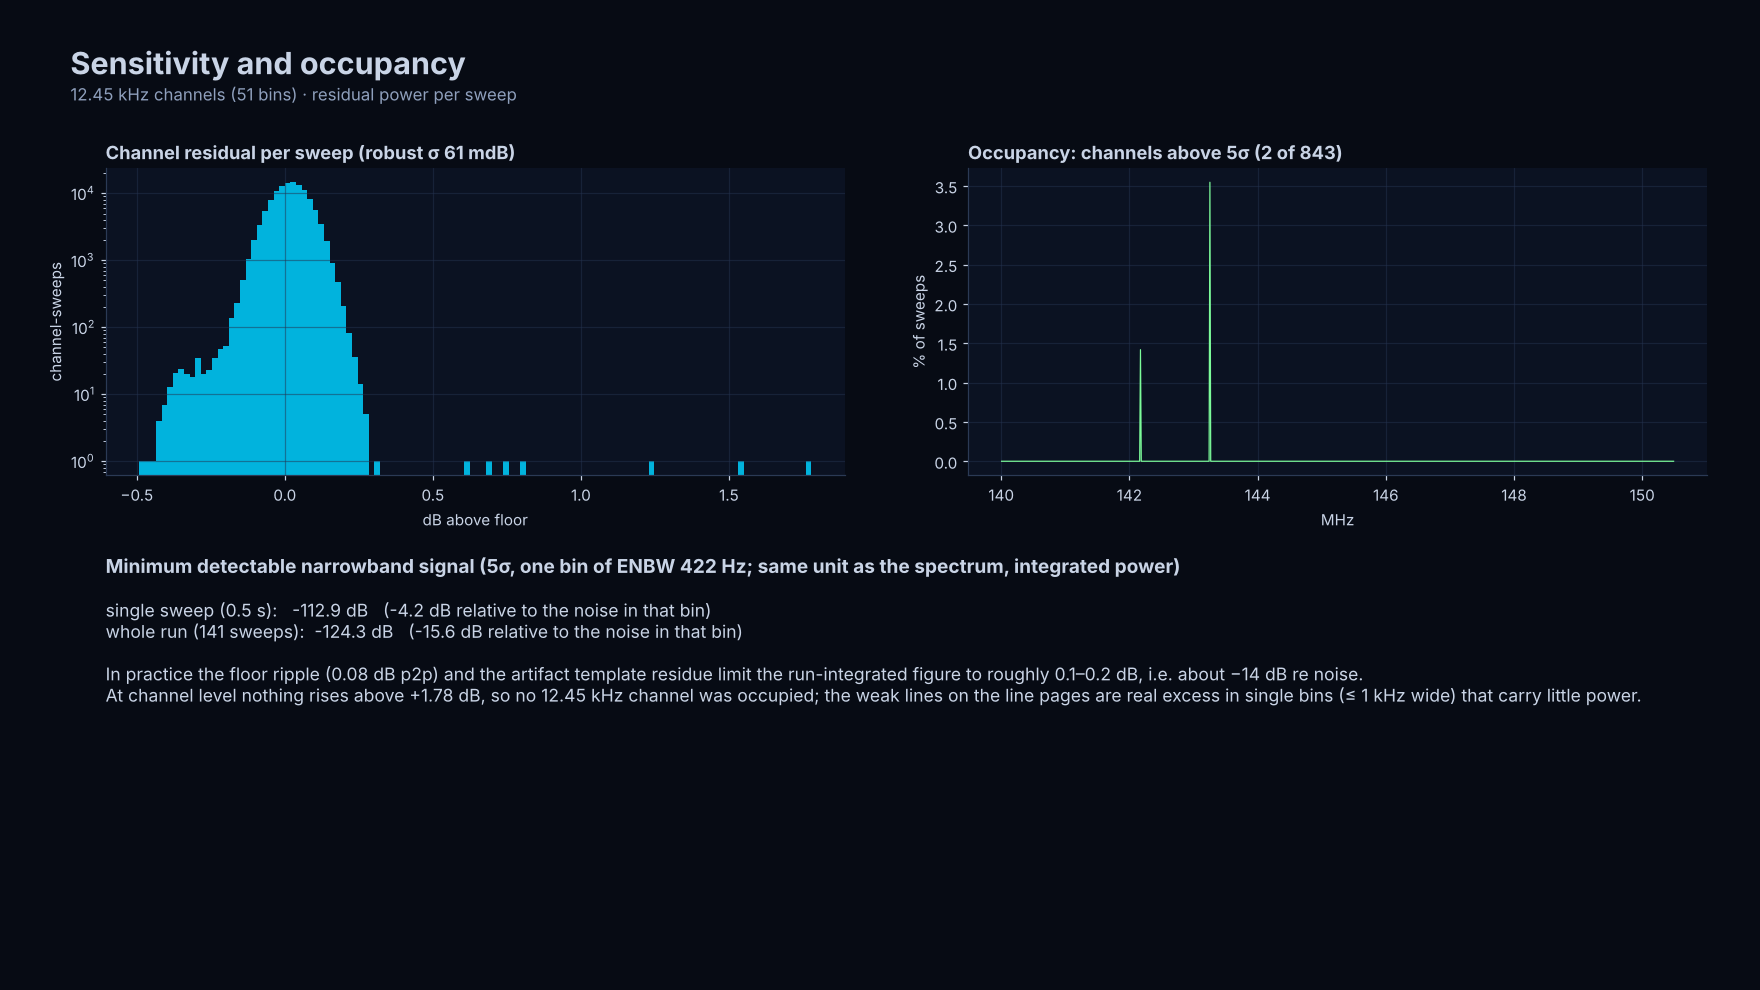 Sensitivity and occupancy
12.45 kHz channels (51 bins) · residual power per sweep
Channel residual per sweep (robust σ 61 mdB)
channel-sweeps
10⁴
10³
10²
10¹
10⁰
−0.5 0.0 0.5 1.0 1.5
dB above floor
Occupancy: channels above 5σ (2 of 843)
% of sweeps
3.5
3.0
2.5
2.0
1.5
1.0
0.5
0.0
140 142 144 146 148 150
MHz
Minimum detectable narrowband signal (5σ, one bin of ENBW 422 Hz; same unit as the spectrum, integrated power)
single sweep (0.5 s): -112.9 dB (-4.2 dB relative to the noise in that bin)
whole run (141 sweeps): -124.3 dB (-15.6 dB relative to the noise in that bin)
In practice the floor ripple (0.08 dB p2p) and the artifact template residue limit the run-integrated figure to roughly 0.1–0.2 dB, i.e. about −14 dB re noise.
At channel level nothing rises above +1.78 dB, so no 12.45 kHz channel was occupied; the weak lines on the line pages are real excess in single bins (≤ 1 kHz wide) that carry little power.